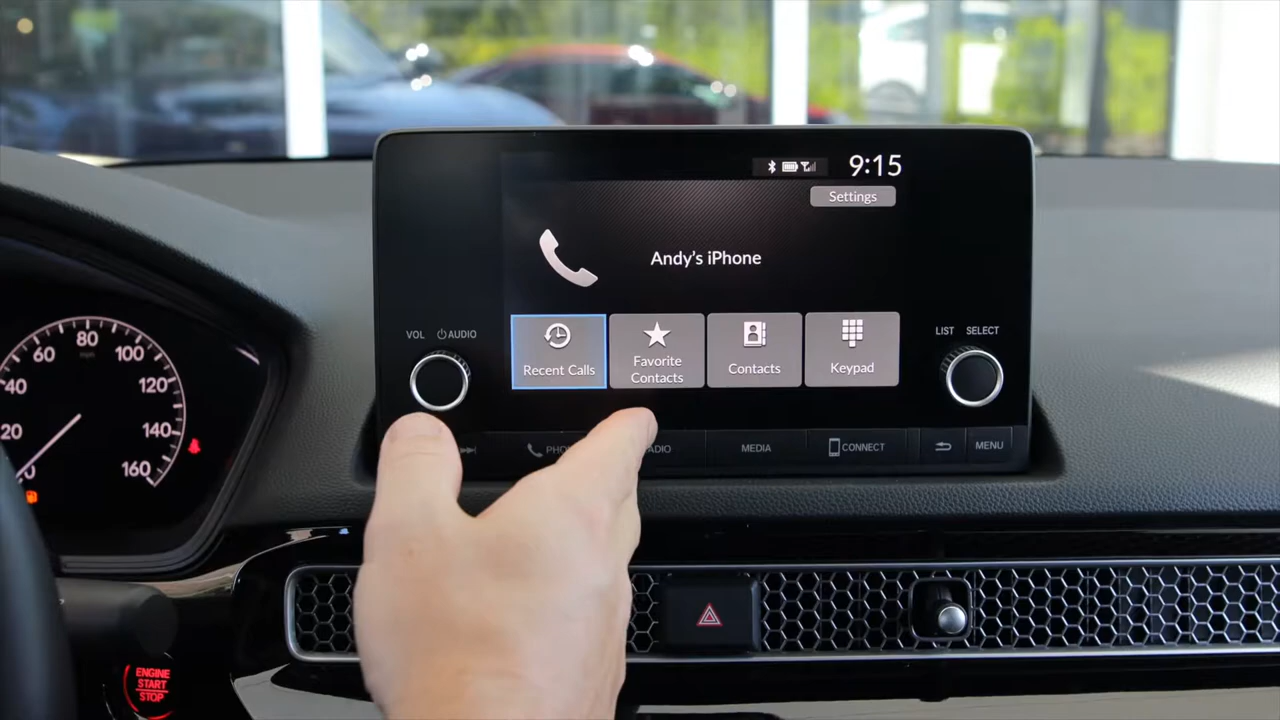 9:15
Settings
Andy's iPhone
VOL AUDIO
LIST SELECT
Recent Calls
Favorite
Contacts
Contacts
Keypad
MEDIA
CONNECT
MENU
20
40
60
80
100
120
140
160
ENGINE
START
STOP